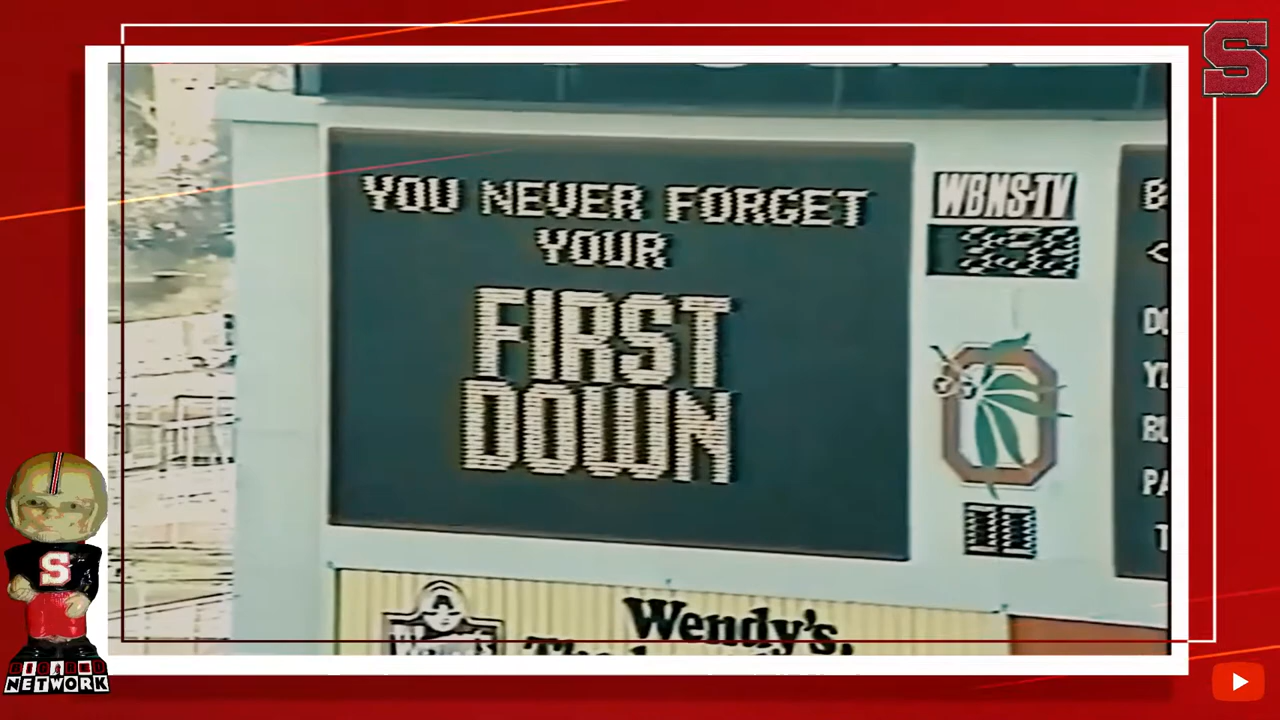 YOU NEVER FORGET
YOUR
FIRST
DOWN
WBNS-TV
Wendy's.
S
S
NETWORK